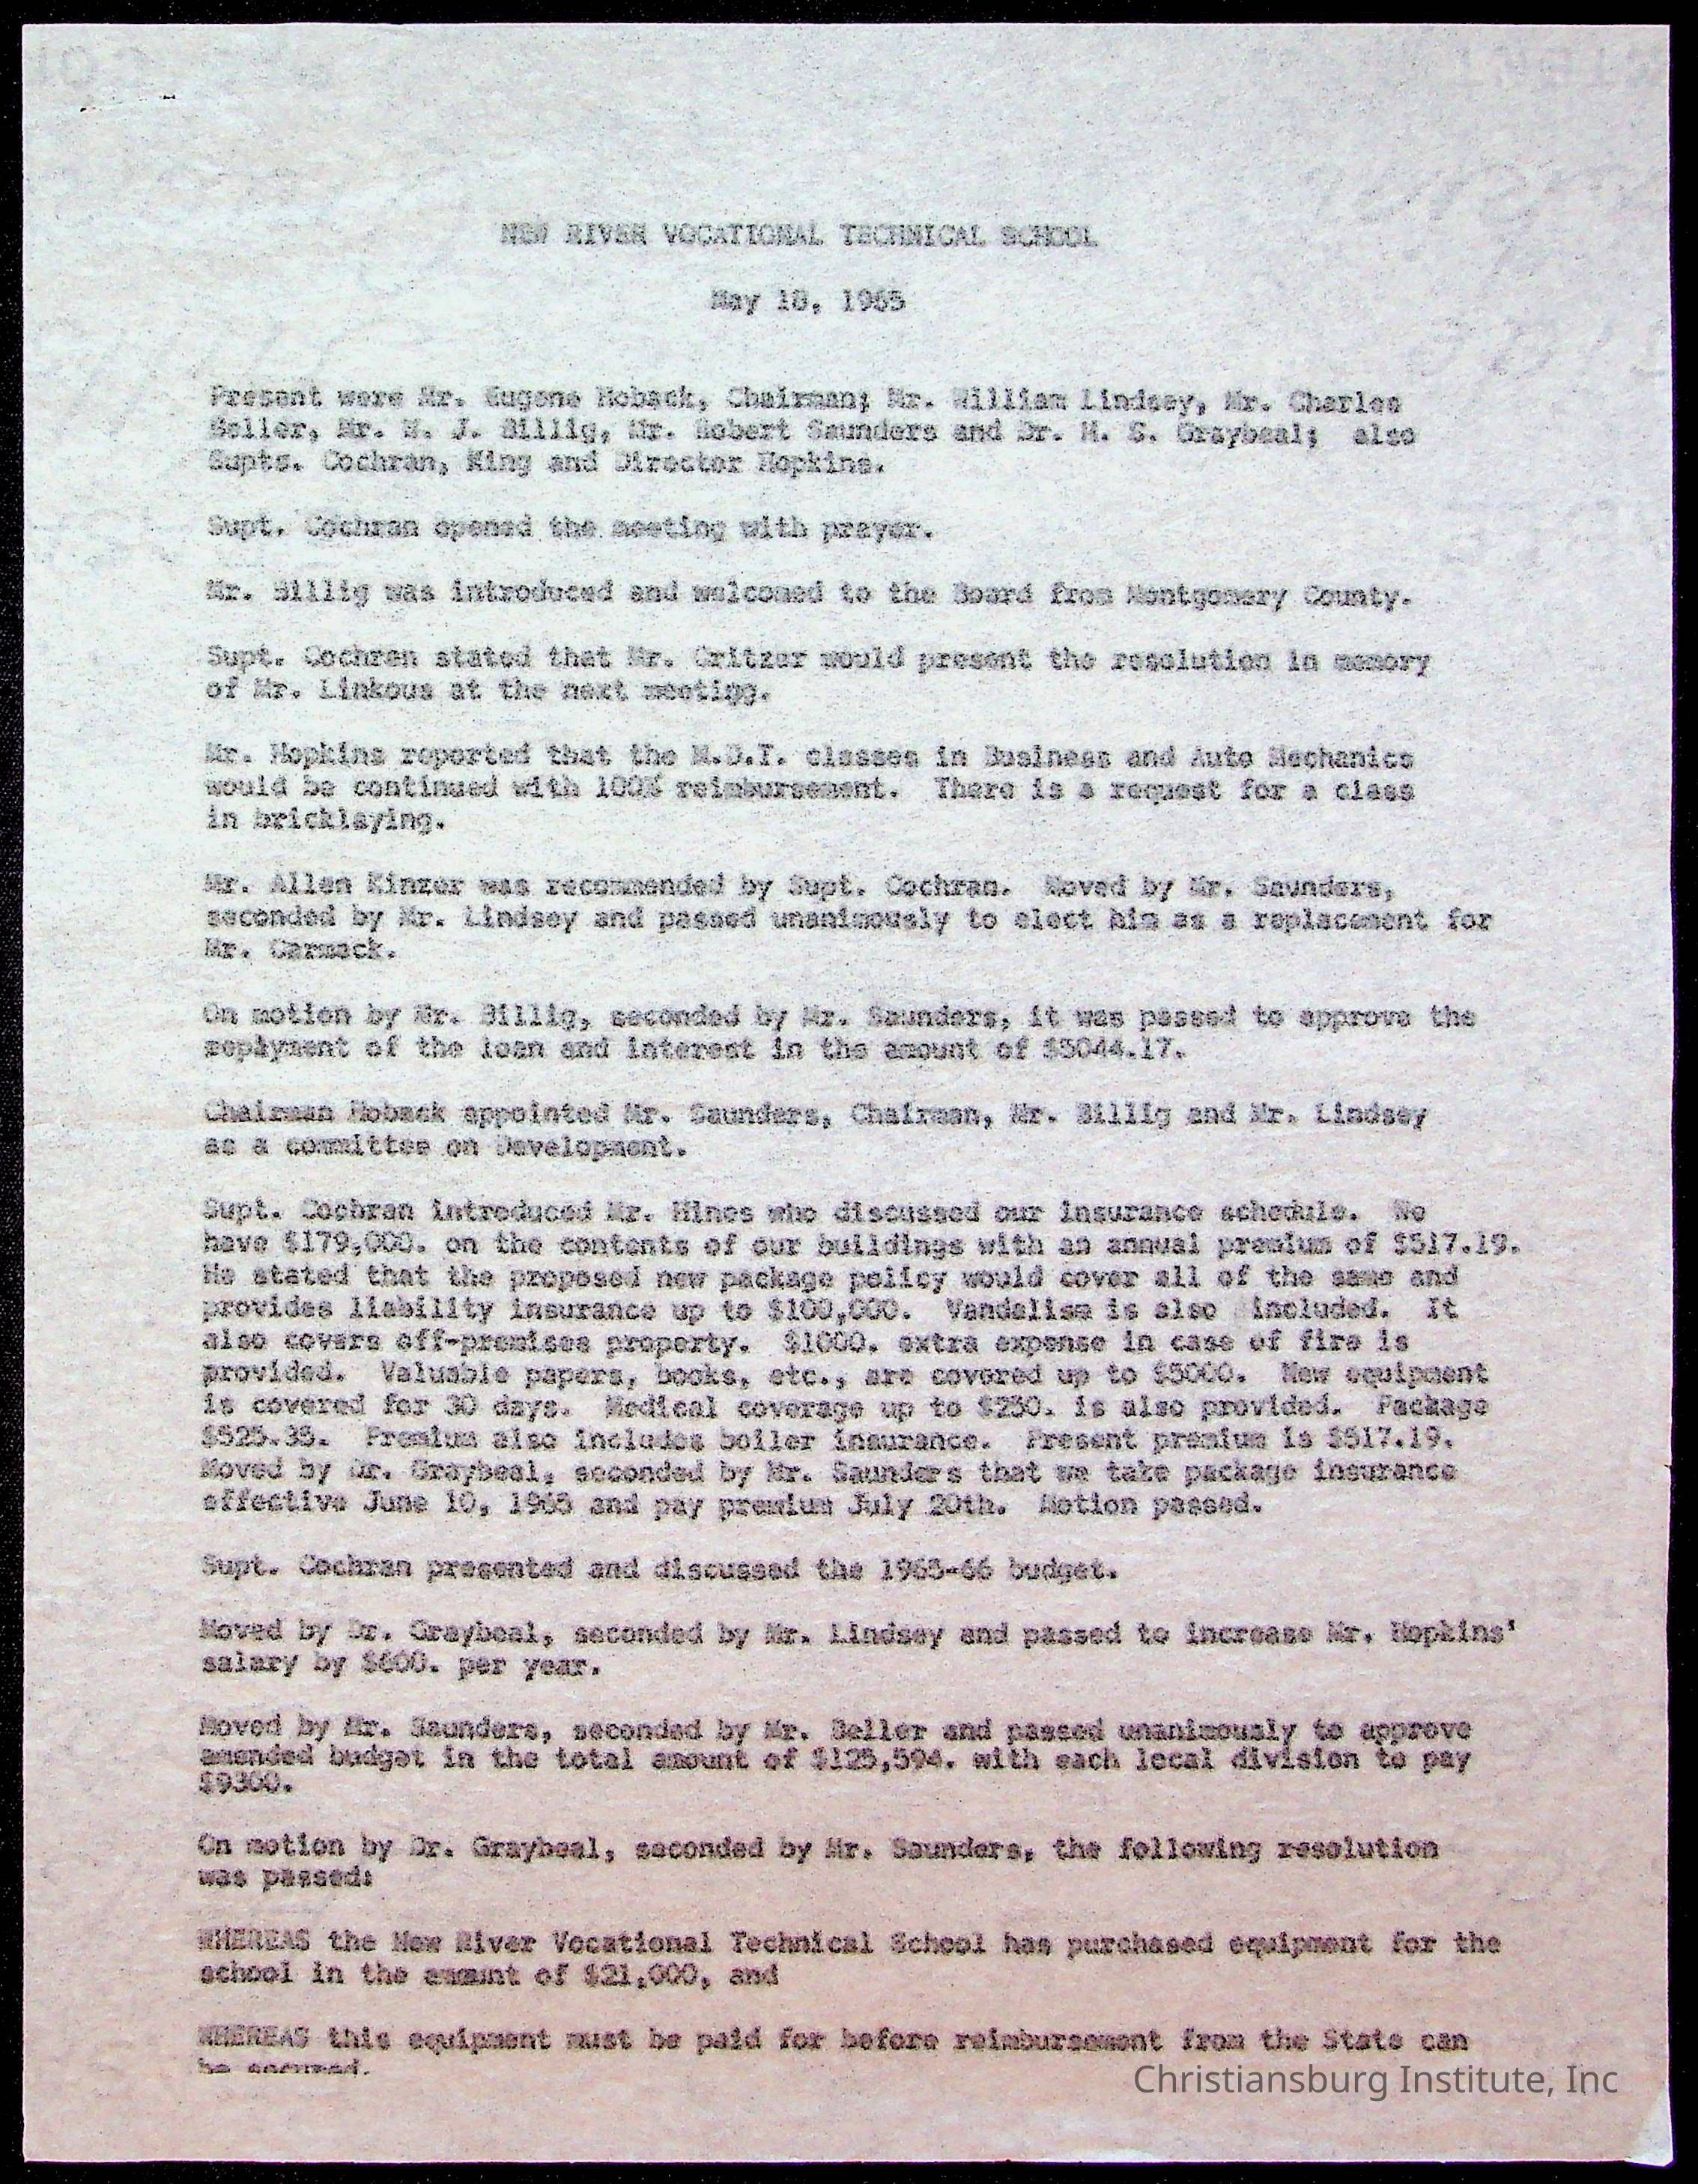 NEW RIVER VOCATIONAL TECHNICAL SCHOOL
May 18, 1965
Present were Mr. Eugene Hoback, Chairman; Mr. William Lindsey, Mr. Charles
Beller, Mr. W. J. Billig, Mr. Robert Saunders and Dr. H. S. Graybeal; also
Supts. Cochran, King and Director Hopkins.
Supt. Cochran opened the meeting with prayer.
Mr. Billig was introduced and welcomed to the Board from Montgomery County.
Supt. Cochran stated that Mr. Critzer would present the resolution in memory
of Mr. Linkous at the next meeting.
Mr. Hopkins reported that the M.D.T. classes in Business and Auto Mechanics
would be continued with 100% reimbursement. There is a request for a class
in bricklaying.
Mr. Allen Kinzer was recommended by Supt. Cochran. Moved by Mr. Saunders,
seconded by Mr. Lindsey and passed unanimously to elect him as a replacement for
Mr. Carmack.
On motion by Mr. Billig, seconded by Mr. Saunders, it was passed to approve the
repayment of the loan and interest in the amount of $5044.17.
Chairman Hoback appointed Mr. Saunders, Chairman, Mr. Billig and Mr. Lindsey
as a committee on Development.
Supt. Cochran introduced Mr. Hines who discussed our insurance schedule. We
have $179,000. on the contents of our buildings with an annual premium of $517.19.
He stated that the proposed new package policy would cover all of the same and
provides liability insurance up to $100,000. Vandalism is also included. It
also covers off-premises property. $1000. extra expense in case of fire is
provided. Valuable papers, books, etc., are covered up to $5000. New equipment
is covered for 30 days. Medical coverage up to $250. is also provided. Package
$525.35. Premium also includes boiler insurance. Present premium is $517.19.
Moved by Dr. Graybeal, seconded by Mr. Saunders that we take package insurance
effective June 10, 1965 and pay premium July 20th. Motion passed.
Supt. Cochran presented and discussed the 1965-66 budget.
Moved by Dr. Graybeal, seconded by Mr. Lindsey and passed to increase Mr. Hopkins'
salary by $600. per year.
Moved by Mr. Saunders, seconded by Mr. Beller and passed unanimously to approve
amended budget in the total amount of $125,594. with each local division to pay
$9300.
On motion by Dr. Graybeal, seconded by Mr. Saunders, the following resolution
was passed:
WHEREAS the New River Vocational Technical School has purchased equipment for the
school in the amount of $21,000, and
WHEREAS this equipment must be paid for before reimbursement from the State can
be secured.
Christiansburg Institute, Inc